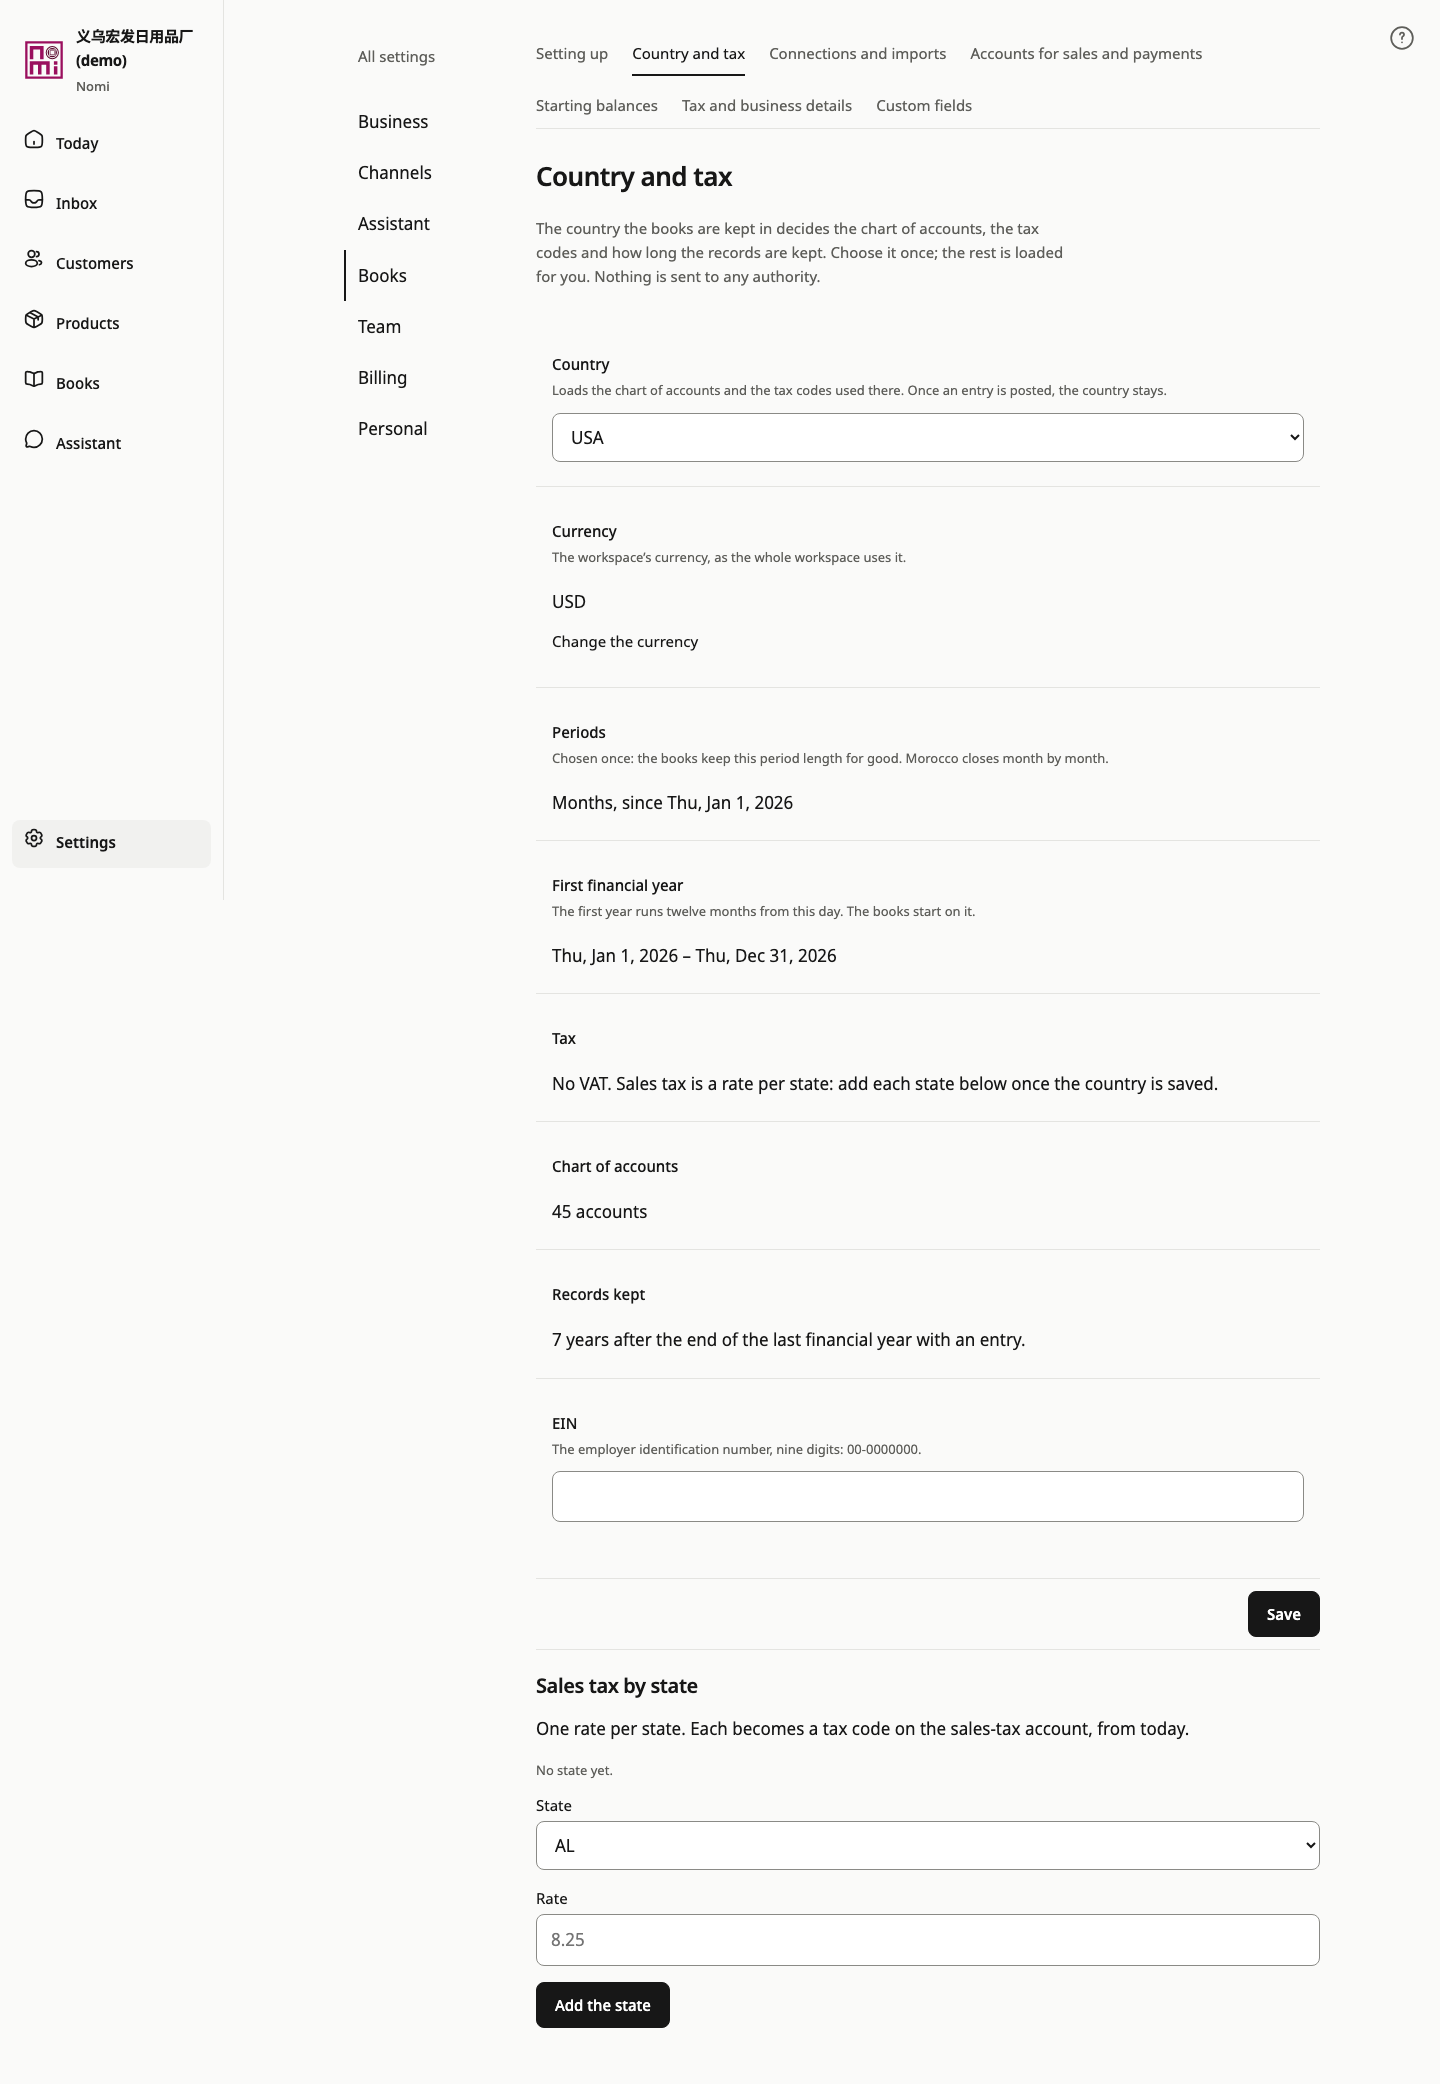 义乌宏发日用品厂
(demo)
Nomi
Today
Inbox
Customers
Products
Books
Assistant
Settings
All settings
Business
Channels
Assistant
Books
Team
Billing
Personal
Setting up
Country and tax
Connections and imports
Accounts for sales and payments
Starting balances
Tax and business details
Custom fields
Country and tax
The country the books are kept in decides the chart of accounts, the tax
codes and how long the records are kept. Choose it once; the rest is loaded
for you. Nothing is sent to any authority.
Country
Loads the chart of accounts and the tax codes used there. Once an entry is posted, the country stays.
USA
Currency
The workspace’s currency, as the whole workspace uses it.
USD
Change the currency
Periods
Chosen once: the books keep this period length for good. Morocco closes month by month.
Months, since Thu, Jan 1, 2026
First financial year
The first year runs twelve months from this day. The books start on it.
Thu, Jan 1, 2026 – Thu, Dec 31, 2026
Tax
No VAT. Sales tax is a rate per state: add each state below once the country is saved.
Chart of accounts
45 accounts
Records kept
7 years after the end of the last financial year with an entry.
EIN
The employer identification number, nine digits: 00-0000000.
Save
Sales tax by state
One rate per state. Each becomes a tax code on the sales-tax account, from today.
No state yet.
State
AL
Rate
8.25
Add the state